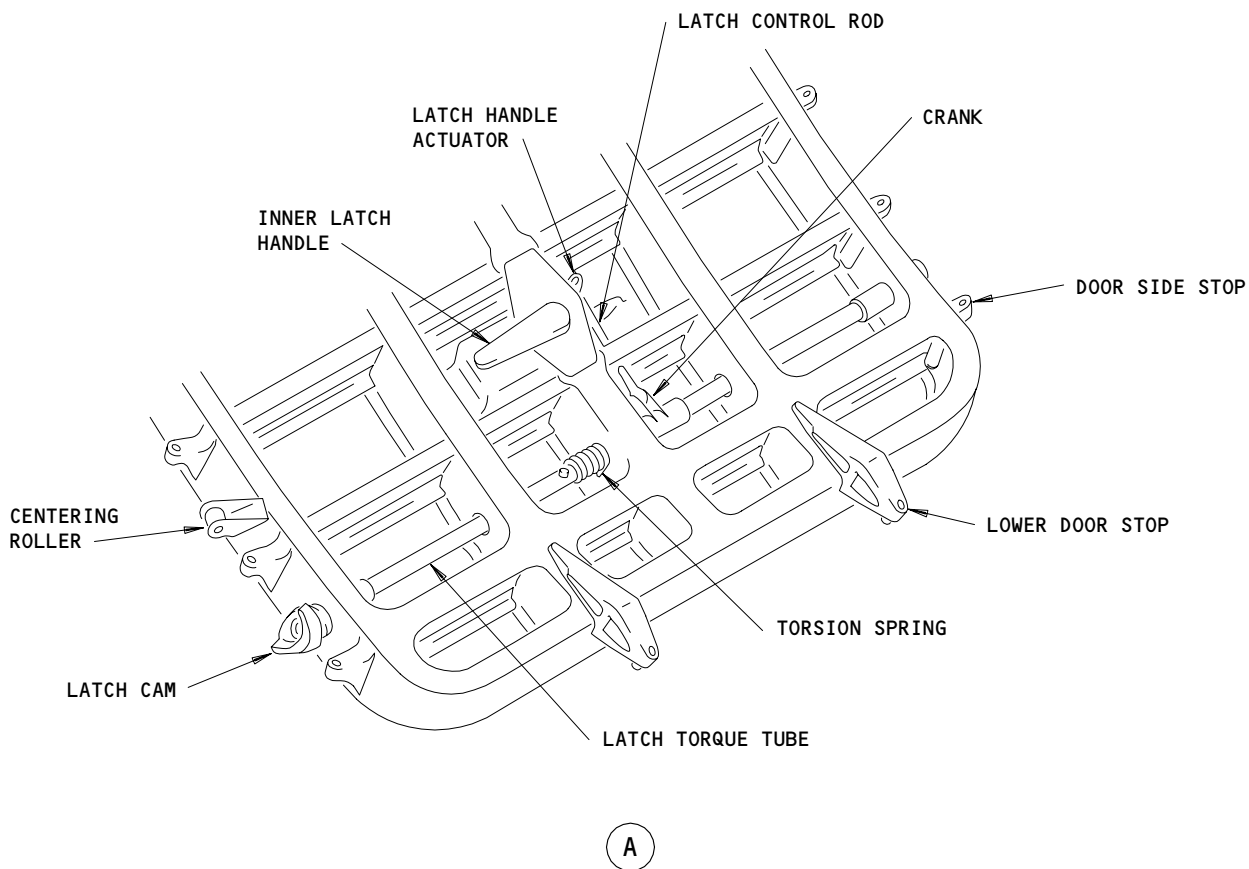 LATCH CONTROL ROD
LATCH HANDLE
ACTUATOR
CRANK
INNER LATCH
HANDLE
DOOR SIDE STOP
CENTERING
ROLLER
LOWER DOOR STOP
TORSION SPRING
LATCH CAM
LATCH TORQUE TUBE
A